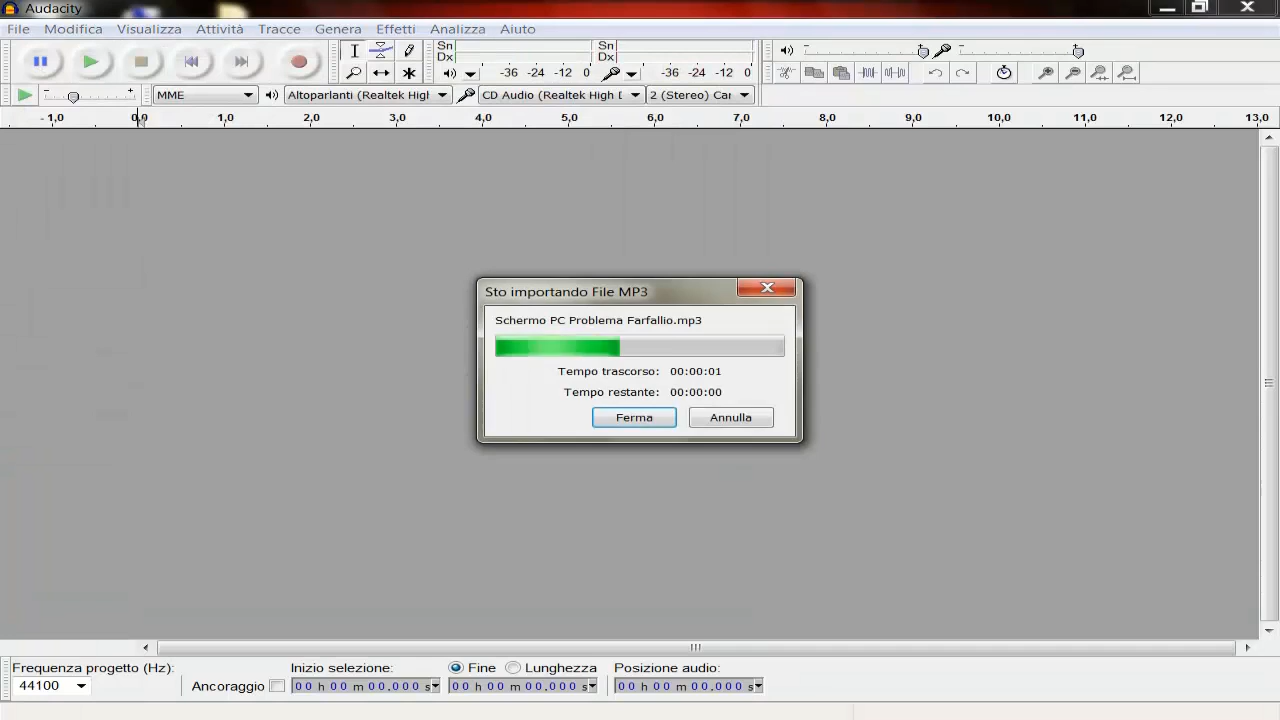 Audacity
File Modifica Visualizza Attività Tracce Genera Effetti Analizza Aiuto
Sn
Dx
-36 -24 -12 0
Sn
Dx
-36 -24 -12 0
MME
Altoparlanti (Realtek High
CD Audio (Realtek High D
2 (Stereo) Car
-1,0 0,0 1,0 2,0 3,0 4,0 5,0 6,0 7,0 8,0 9,0 10,0 11,0 12,0 13,0
Sto importando File MP3
Schermo PC Problema Farfallio.mp3
Tempo trascorso: 00:00:01
Tempo restante: 00:00:00
Ferma Annulla
Frequenza progetto (Hz): Inizio selezione: Fine Lunghezza Posizione audio:
44100 Ancoraggio 00 h 00 m 00,000 s 00 h 00 m 00,000 s 00 h 00 m 00,000 s